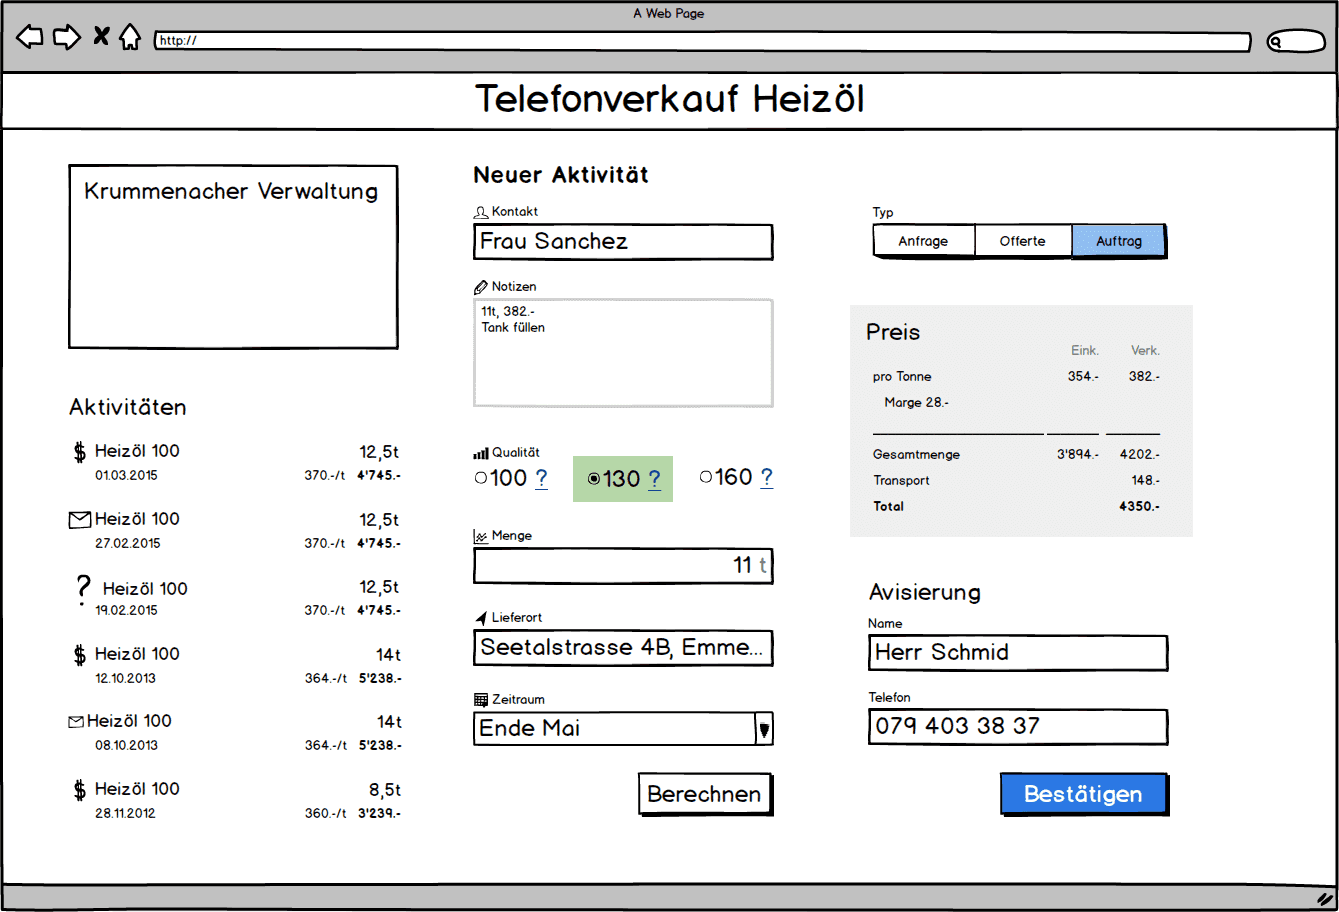 A Web Page
http://
Telefonverkauf Heizöl
Krummenacher Verwaltung
Aktivitäten
$ Heizöl 100 12,5t
01.03.2015 370.-/t 4'745.-
Heizöl 100 12,5t
27.02.2015 370.-/t 4'745.-
? Heizöl 100 12,5t
19.02.2015 370.-/t 4'745.-
$ Heizöl 100 14t
12.10.2013 364.-/t 5'238.-
Heizöl 100 14t
08.10.2013 364.-/t 5'238.-
$ Heizöl 100 8,5t
28.11.2012 360.-/t 3'239.-
Neuer Aktivität
Kontakt
Frau Sanchez
Notizen
11t, 382.-
Tank füllen
Qualität
100 ? 130 ? 160 ?
Menge
11 t
Lieferort
Seetalstrasse 4B, Emme...
Zeitraum
Ende Mai
Berechnen
Typ
Anfrage Offerte Auftrag
Preis
Eink. Verk.
pro Tonne 354.- 382.-
Marge 28.-
Gesamtmenge 3'894.- 4202.-
Transport 148.-
Total 4350.-
Avisierung
Name
Herr Schmid
Telefon
079 403 38 37
Bestätigen